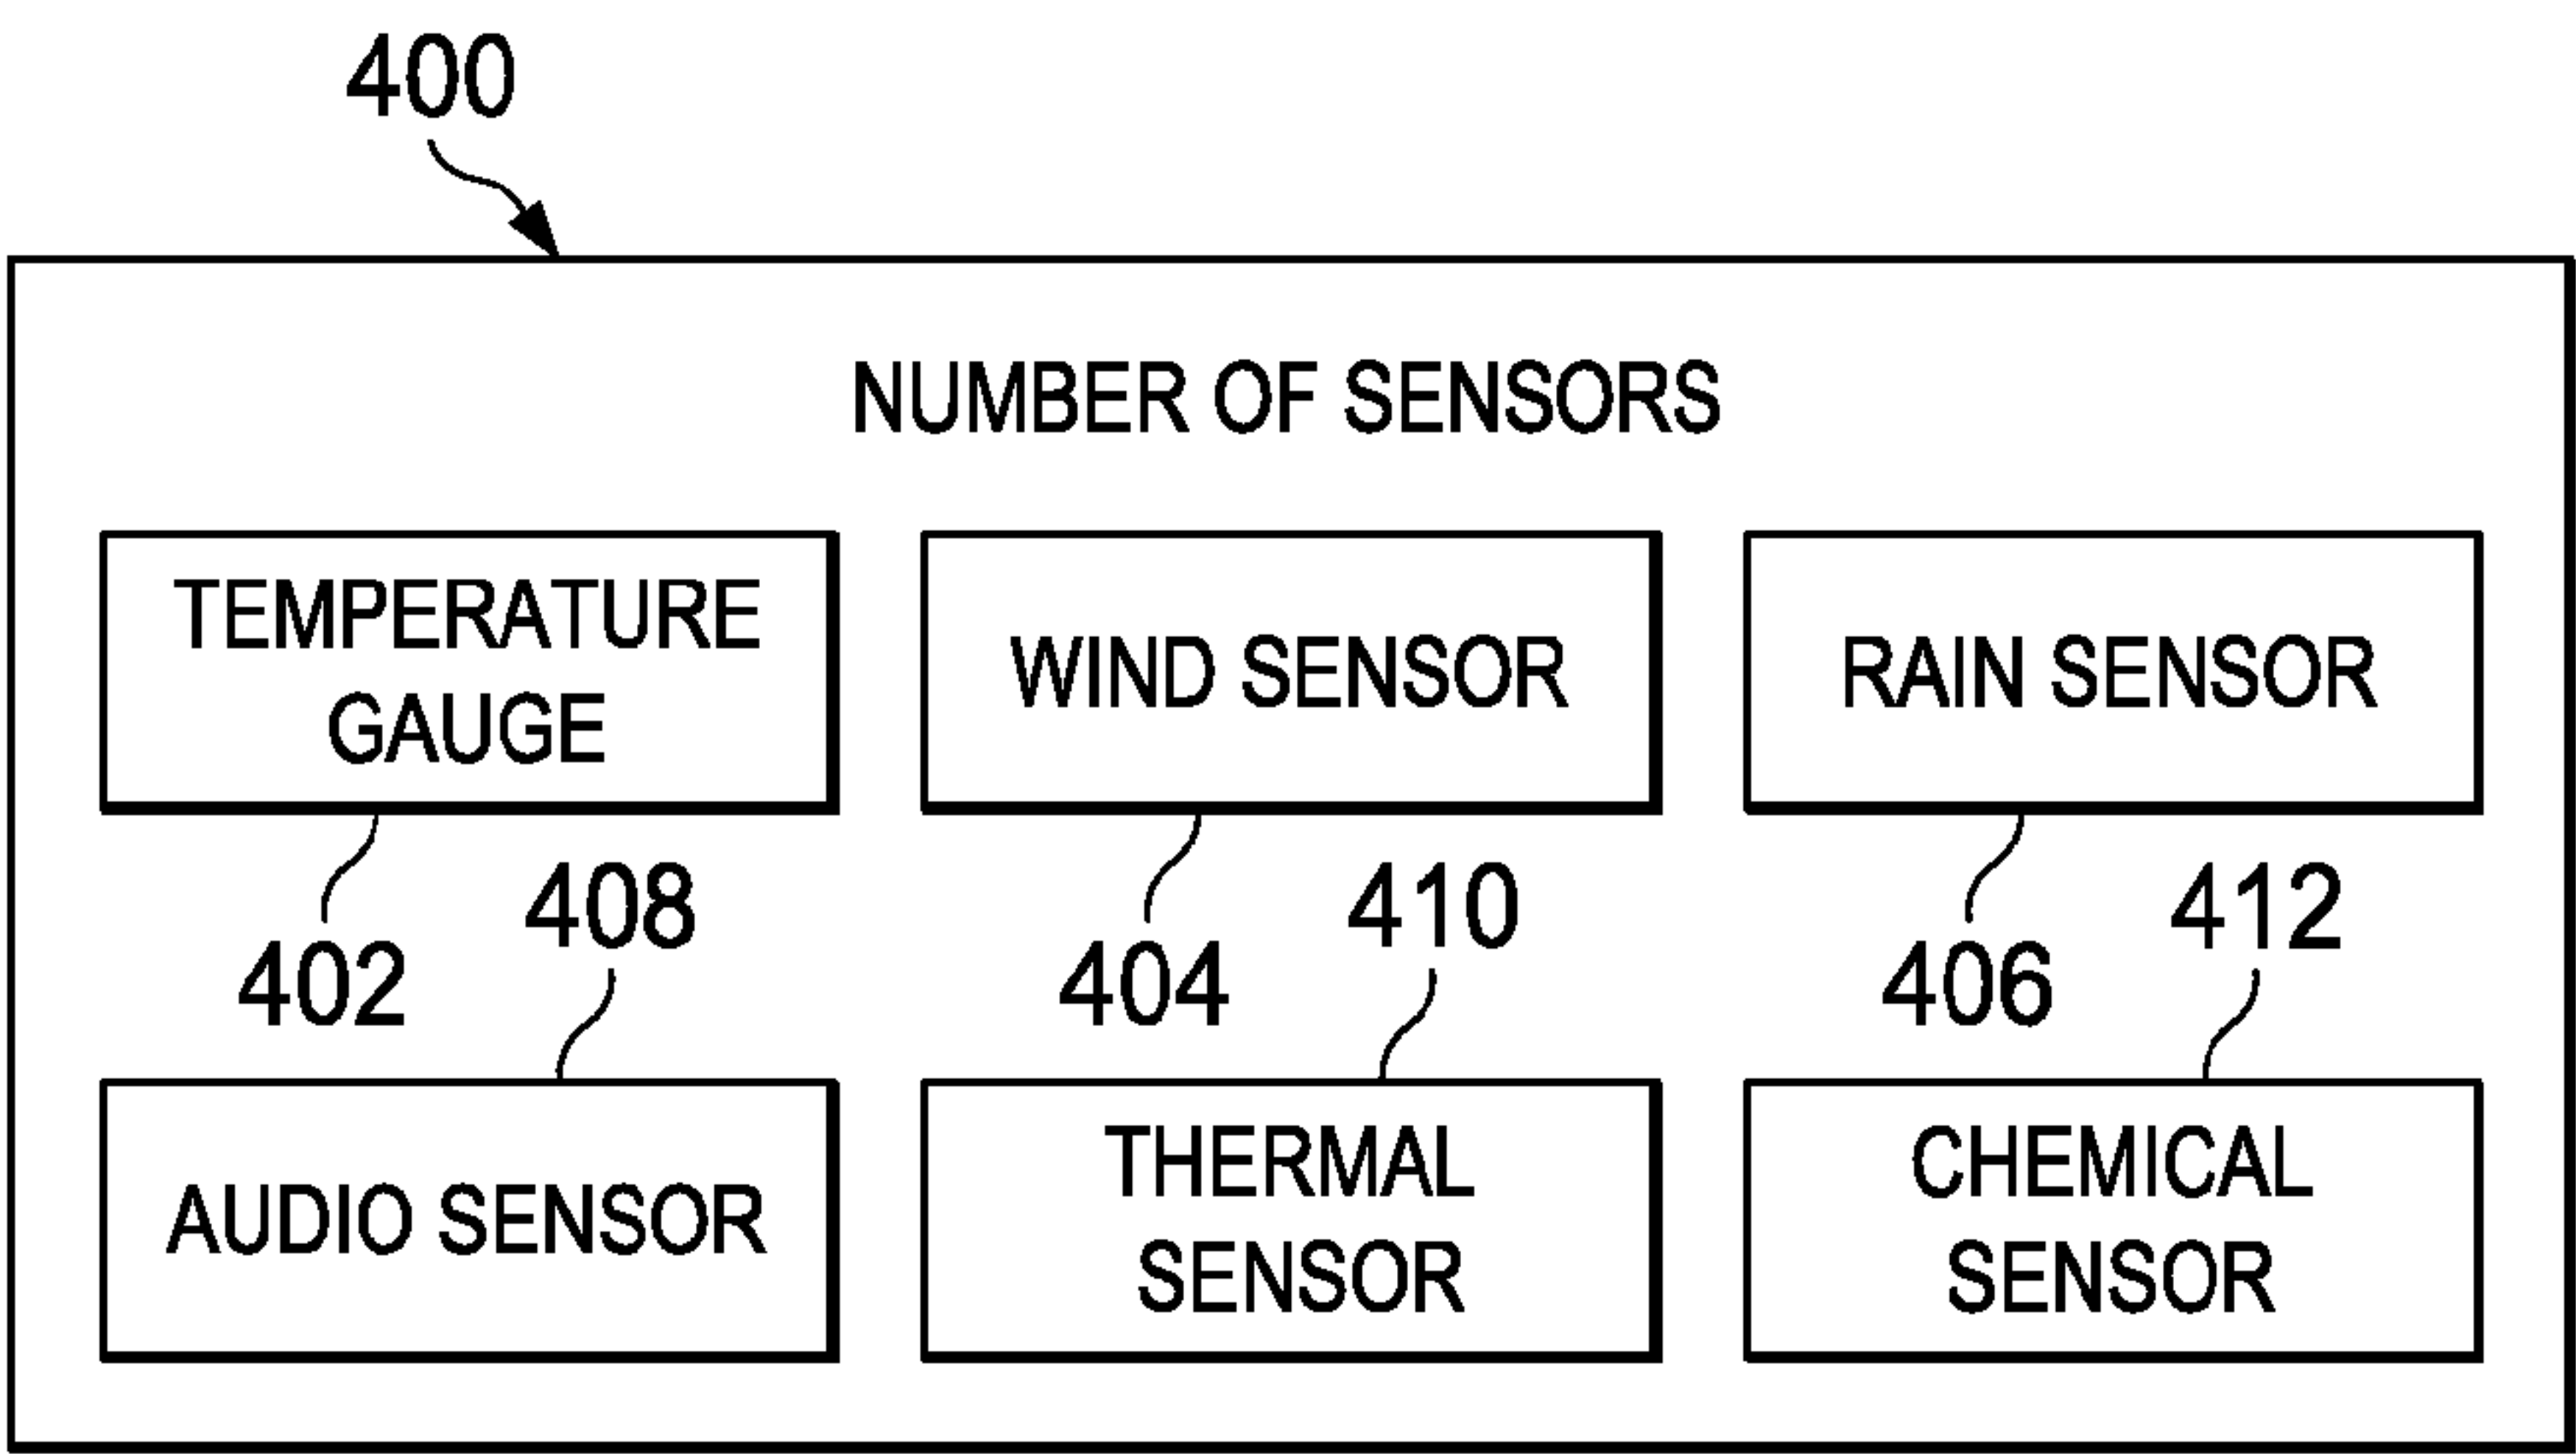 400
NUMBER OF SENSORS
TEMPERATURE
GAUGE
WIND SENSOR
RAIN SENSOR
402
404
406
408
410
412
AUDIO SENSOR
THERMAL
SENSOR
CHEMICAL
SENSOR